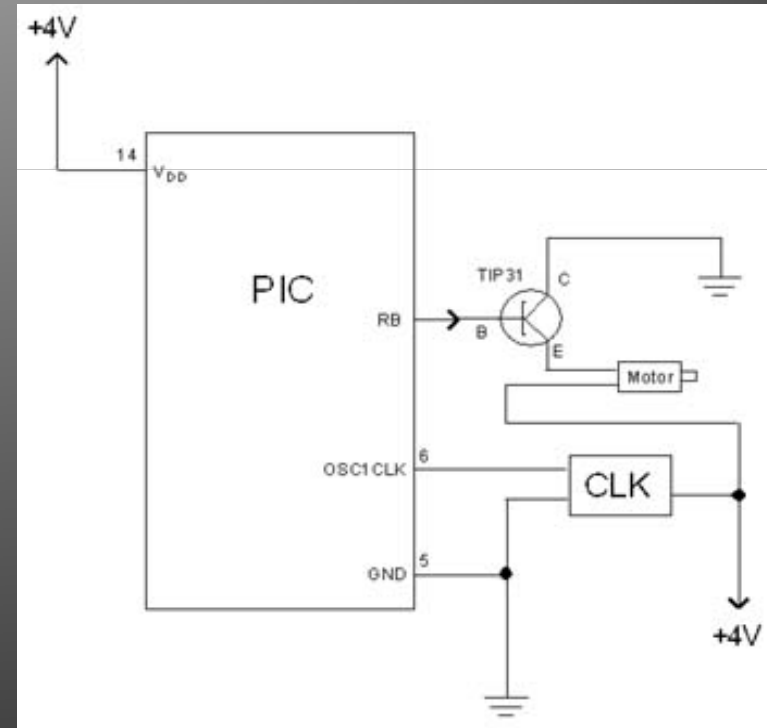 +4V
14
VDD
PIC
TIP31
C
RB
B
E
Motor
OSC1CLK
6
CLK
GND
5
+4V